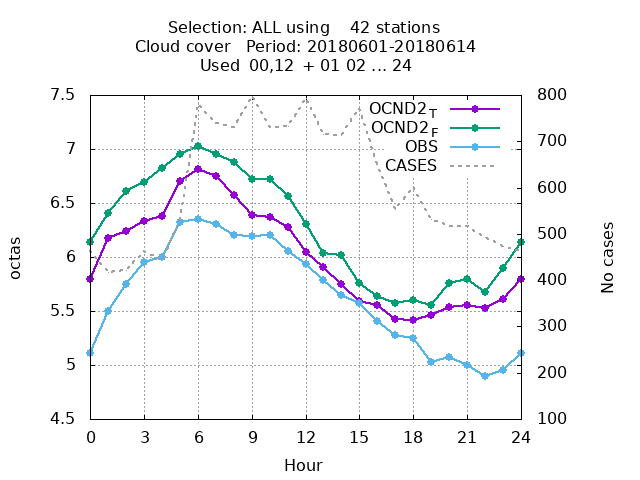 Selection: ALL using    42 stations
Cloud cover   Period: 20180601-20180614
Used  00,12  + 01 02 ... 24
OCND2 T
OCND2 F
OBS
CASES
7.5
7
6.5
6
5.5
5
4.5
octas
800
700
600
500
400
300
200
100
No cases
0 3 6 9 12 15 18 21 24
Hour